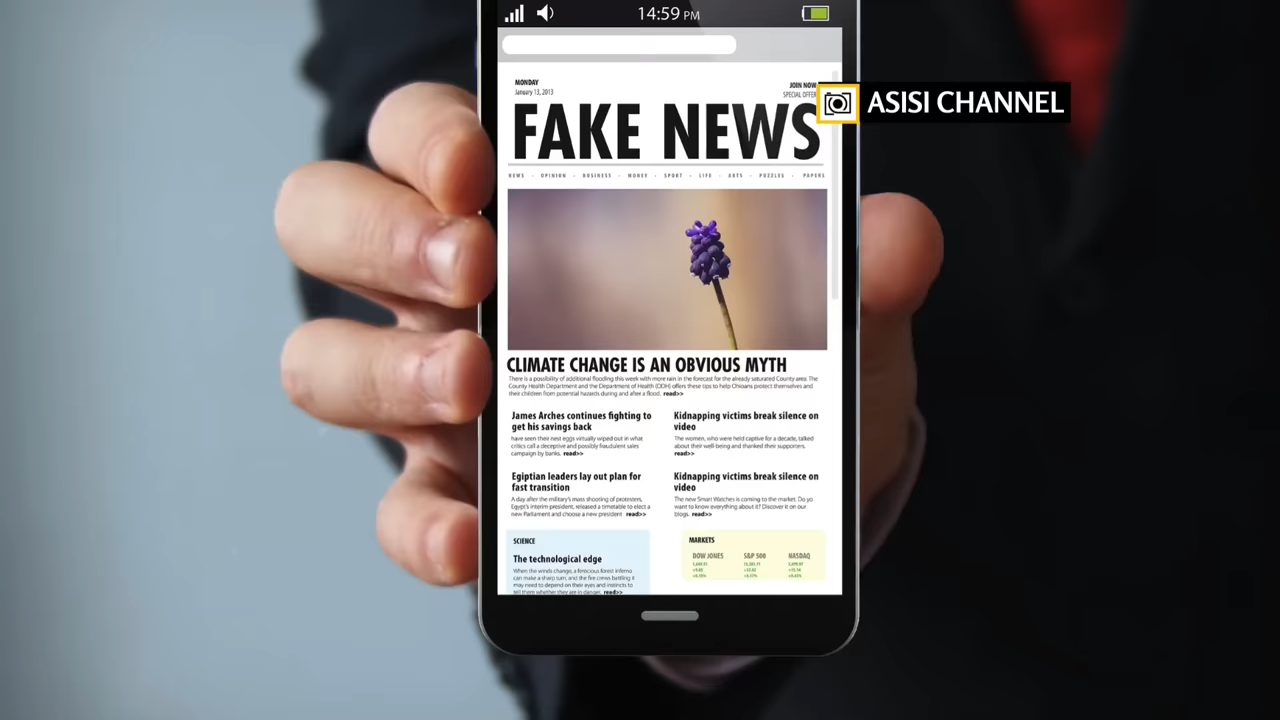 14:59 PM
MONDAY
January 13, 2013
JOIN NOW
SPECIAL OFFER
ASISI CHANNEL
FAKE NEWS
NEWS · OPINION · BUSINESS · MONEY · SPORT · LIFE · ARTS · PUZZLES · PAPERS
CLIMATE CHANGE IS AN OBVIOUS MYTH
There is a possibility of additional flooding this week with more rain in the forecast for the already saturated County area. The
County Health Department and the Department of Health (ODH) offers these tips to help Ohioans protect themselves and
their children from potential hazards during and after a flood. read>>
James Arches continues fighting to
get his savings back
have seen their nest eggs virtually wiped out in what
critics call a deceptive and possibly fraudulent sales
campaign by banks. read>>
Kidnapping victims break silence on
video
The women, who were held captive for a decade, talked
about their well-being and thanked their supporters.
read>>
Egiptian leaders lay out plan for
fast transition
A day after the military's mass shooting of protesters,
Egypt's interim president, released a timetable to elect a
new Parliament and choose a new president read>>
Kidnapping victims break silence on
video
The new Smart Watches is coming to the market. Do yo
want to know everything about it? Discover it on our
blogs. read>>
SCIENCE
The technological edge
When the winds change, a ferocious forest inferno
can make a sharp turn, and the fire crews battling it
may need to depend on their eyes and instincts to
tell them whether they are in danger. read>>
MARKETS
DOW JONES
S&P 500
NASDAQ